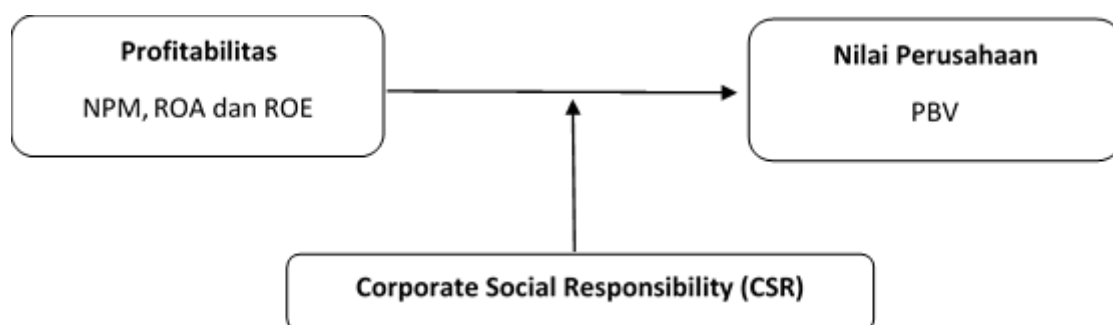 Profitabilitas
NPM, ROA dan ROE
Nilai Perusahaan
PBV
Corporate Social Responsibility (CSR)